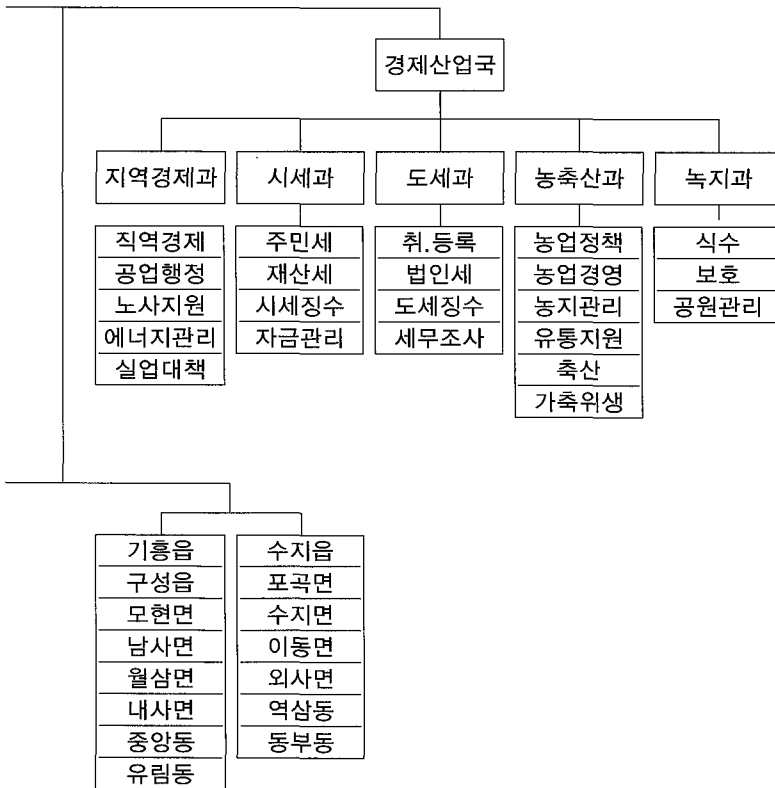 경제산업국
지역경제과
직역경제
공업행정
노사지원
에너지관리
실업대책
시세과
주민세
재산세
시세징수
자금관리
도세과
취.등록
법인세
도세징수
세무조사
농축산과
농업정책
농업경영
농지관리
유통지원
축산
가축위생
녹지과
식수
보호
공원관리
기흥읍
구성읍
모현면
남사면
월삼면
내사면
중앙동
유림동
수지읍
포곡면
수지면
이동면
외사면
역삼동
동부동